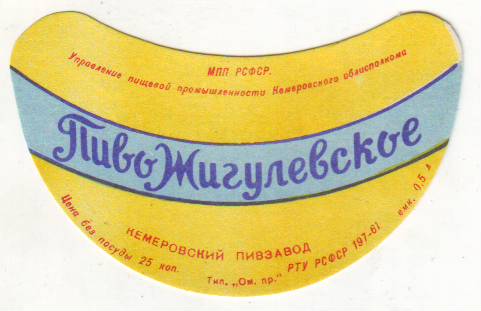 МПП РСФСР.
Управление пищевой промышленности Кемеровского облисполкома
Пиво Жигулевское
КЕМЕРОВСКИЙ ПИВЗАВОД
Цена без посуды 25 коп. Тип. „Ом. пр.“ РТУ РСФСР 197-61 емк. 0,5 л